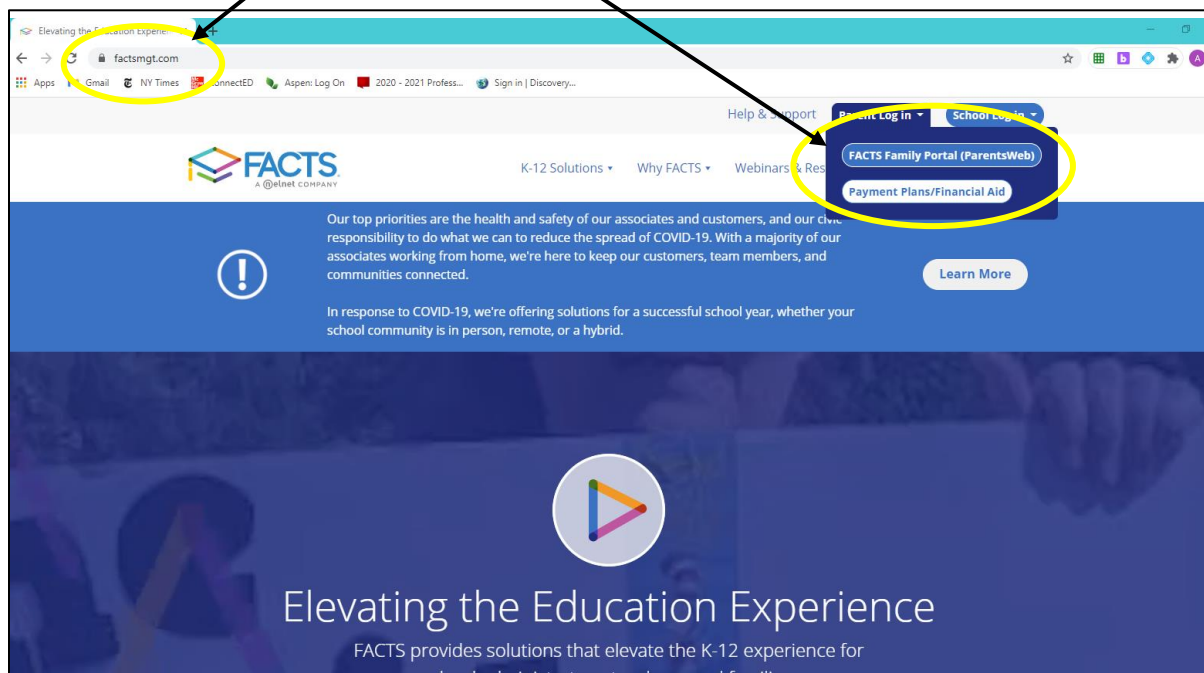 Elevating the Education Experien
factsmgt.com
Apps Gmail NY Times ConnectED Aspen: Log On 2020 - 2021 Profess... Sign in | Discovery...
A
b
Help & Support Parent Log in School Log in
FACTS
A nelnet COMPANY
K-12 Solutions Why FACTS Webinars & Res
FACTS Family Portal (ParentsWeb)
Payment Plans/Financial Aid
Our top priorities are the health and safety of our associates and customers, and our civic
responsibility to do what we can to reduce the spread of COVID-19. With a majority of our
associates working from home, we're here to keep our customers, team members, and
communities connected.
In response to COVID-19, we're offering solutions for a successful school year, whether your
school community is in person, remote, or a hybrid.
Learn More
Elevating the Education Experience
FACTS provides solutions that elevate the K-12 experience for